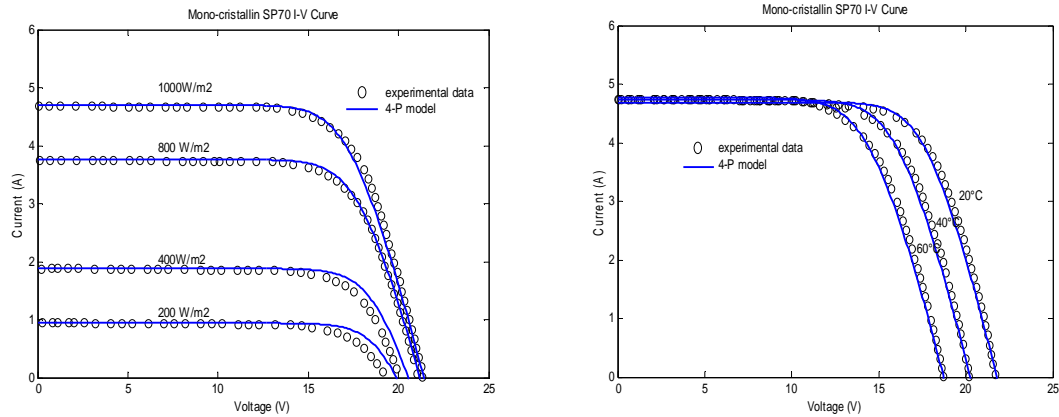 Mono-cristallin SP70 I-V Curve
6
5
4
3
2
1
0
Current (A)
1000W/m2
800 W/m2
400W/m2
200 W/m2
experimental data
4-P model
0 5 10 15 20 25
Voltage (V)
Mono-cristallin SP70 I-V Curve
6
5
4
3
2
1
0
Current (A)
experimental data
4-P model
20°C
40°C
60°C
0 5 10 15 20 25
Voltage (V)